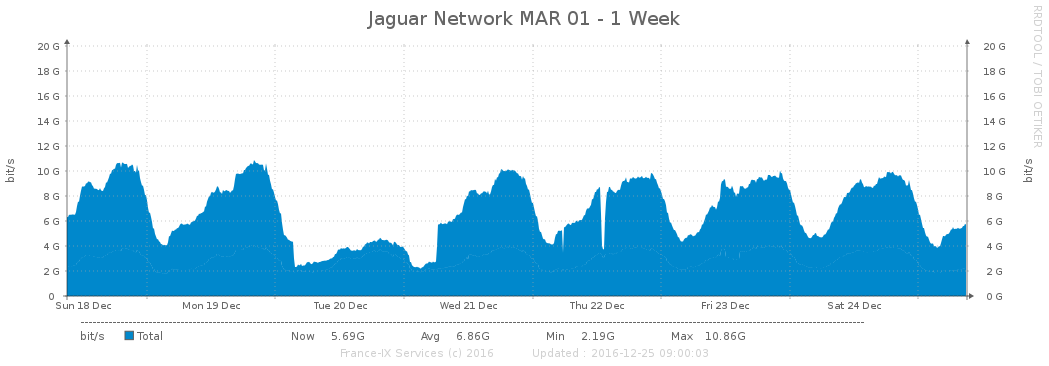 Jaguar Network MAR 01 - 1 Week
RRDTOOL / TOBI OETIKER
bit/s
20 G 20 G
18 G 18 G
16 G 16 G
14 G 14 G
12 G 12 G
10 G 10 G
8 G 8 G
6 G 6 G
4 G 4 G
2 G 2 G
0 0 G
bit/s
Sun 18 Dec Mon 19 Dec Tue 20 Dec Wed 21 Dec Thu 22 Dec Fri 23 Dec Sat 24 Dec
bit/s Total Now 5.69G Avg 6.86G Min 2.19G Max 10.86G
France-IX Services (c) 2016 Updated : 2016-12-25 09:00:03